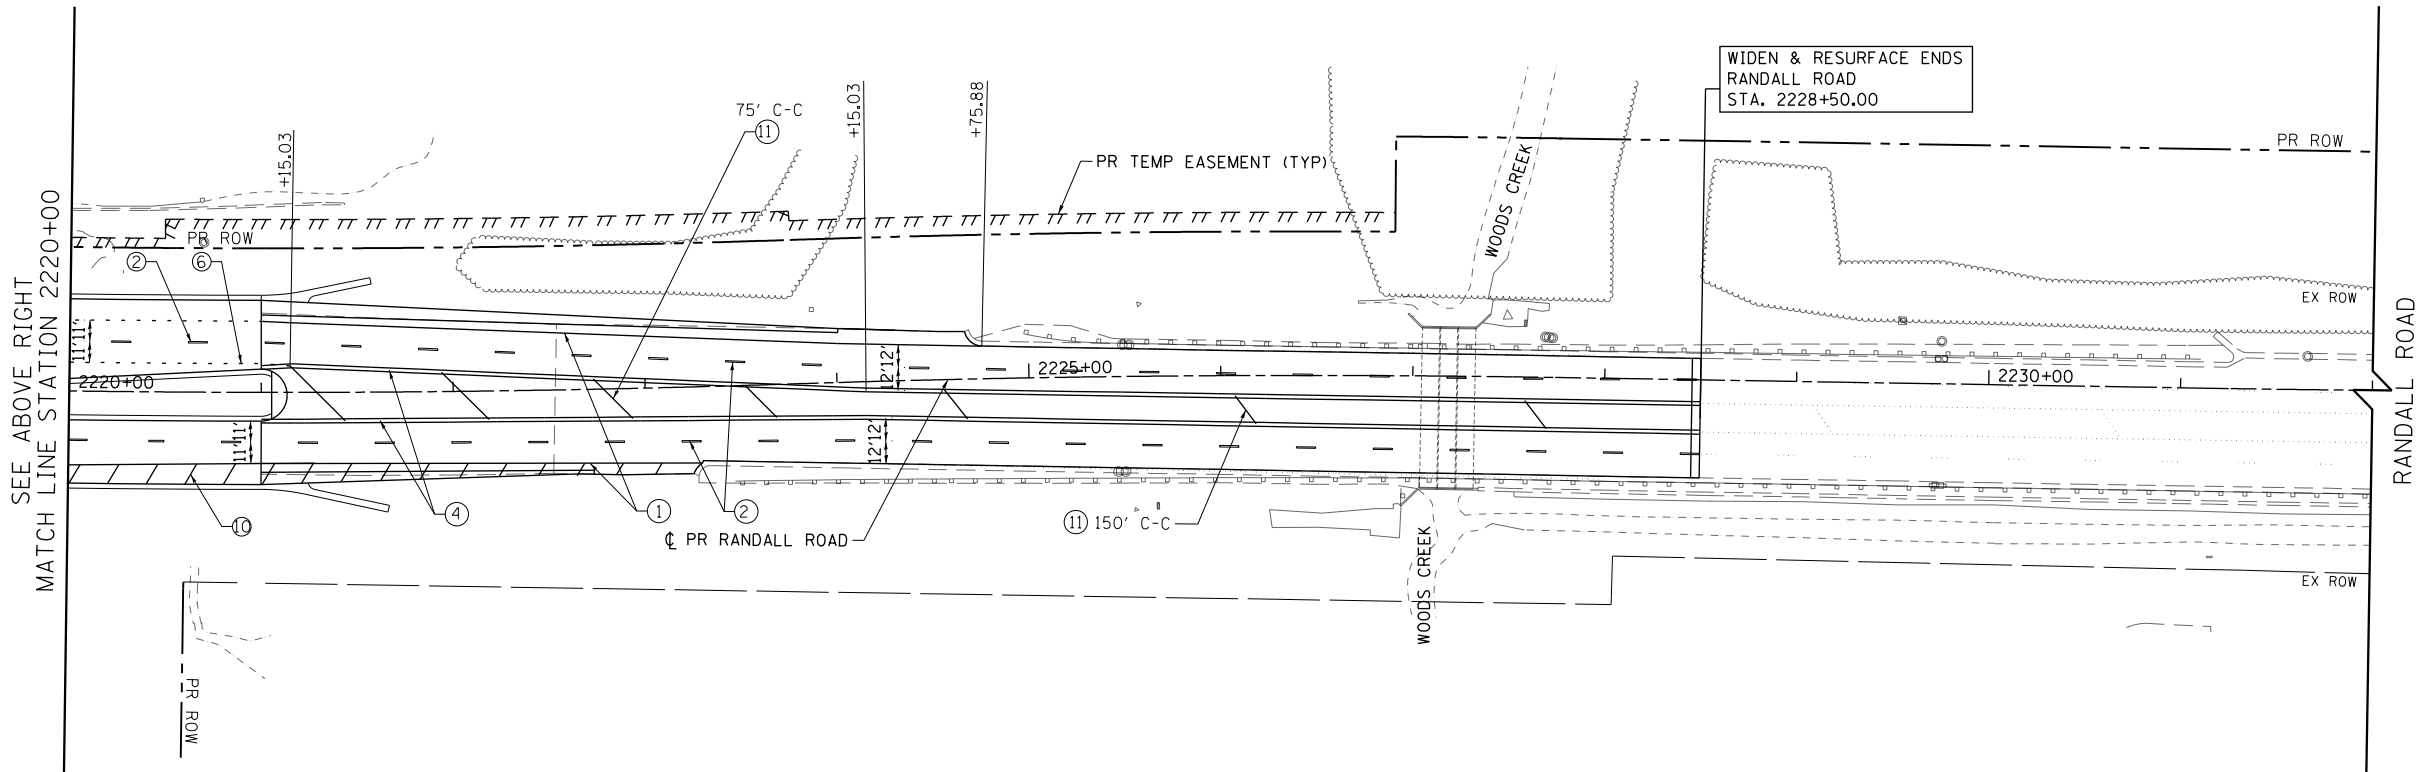 SEE ABOVE RIGHT
MATCH LINE STATION 2220+00
WIDEN & RESURFACE ENDS
RANDALL ROAD
STA. 2228+50.00
75' C-C
11
+15.03
+15.03
+75.88
PR TEMP EASEMENT (TYP)
WOODS CREEK
PR ROW
PR ROW
2
6
EX ROW
11' 11'
2220+00
12' 12'
2225+00
2230+00
11' 11'
12' 12'
10
4
1
2
11 150' C-C
℄ PR RANDALL ROAD
WOODS CREEK
EX ROW
PR ROW
RANDALL ROAD